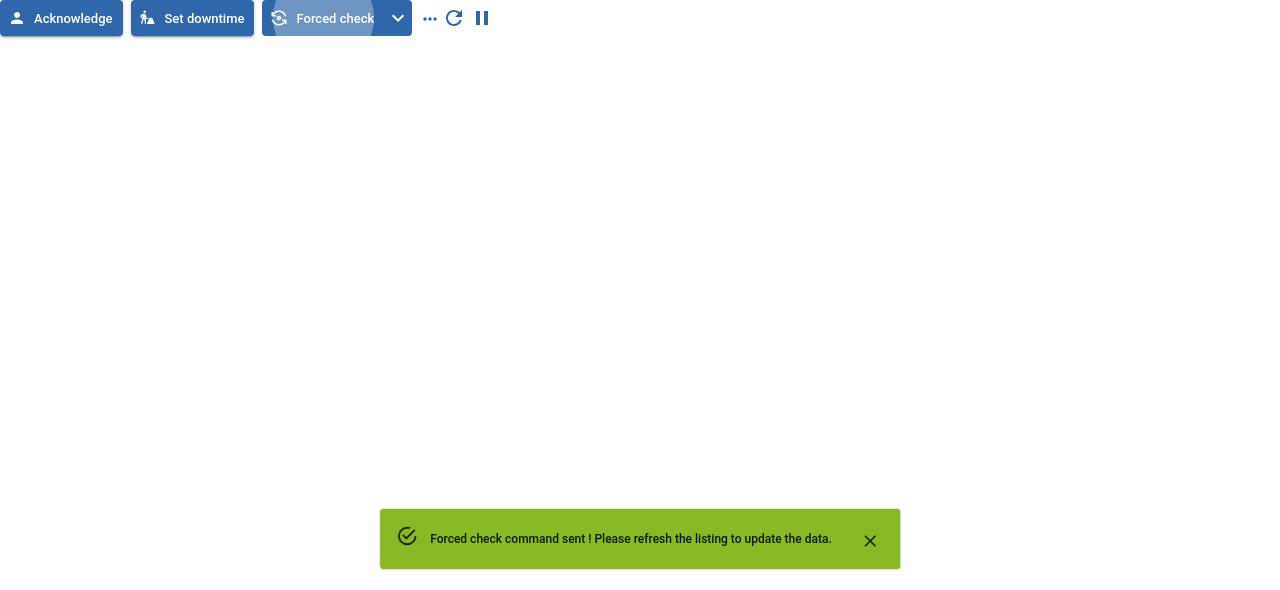 Acknowledge
Set downtime
Forced check
Forced check command sent ! Please refresh the listing to update the data.